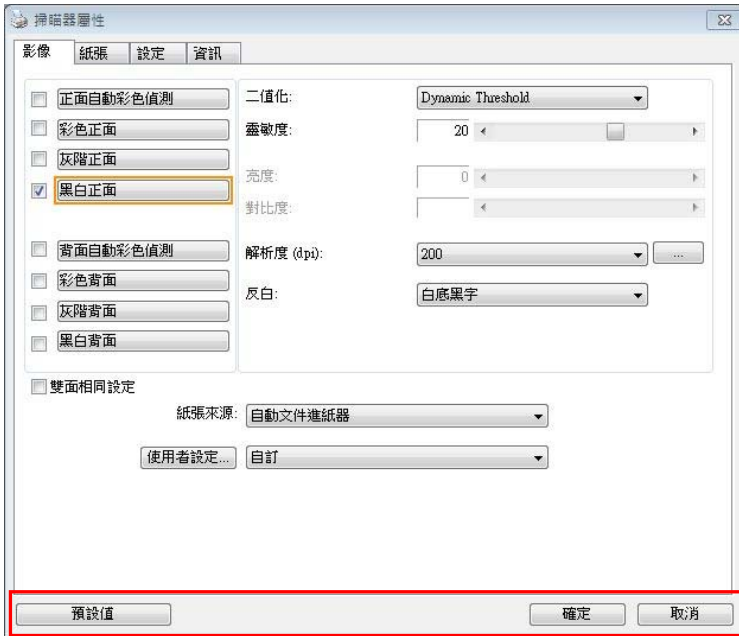 掃瞄器屬性
影像 紙張 設定 資訊
正面自動彩色偵測
彩色正面
灰階正面
黑白正面
背面自動彩色偵測
彩色背面
灰階背面
黑白背面
二值化: Dynamic Threshold
靈敏度: 20
亮度: 0
對比度:
解析度 (dpi): 200 ...
反白: 白底黑字
雙面相同設定
紙張來源: 自動文件進紙器
使用者設定... 自訂
預設值 確定 取消